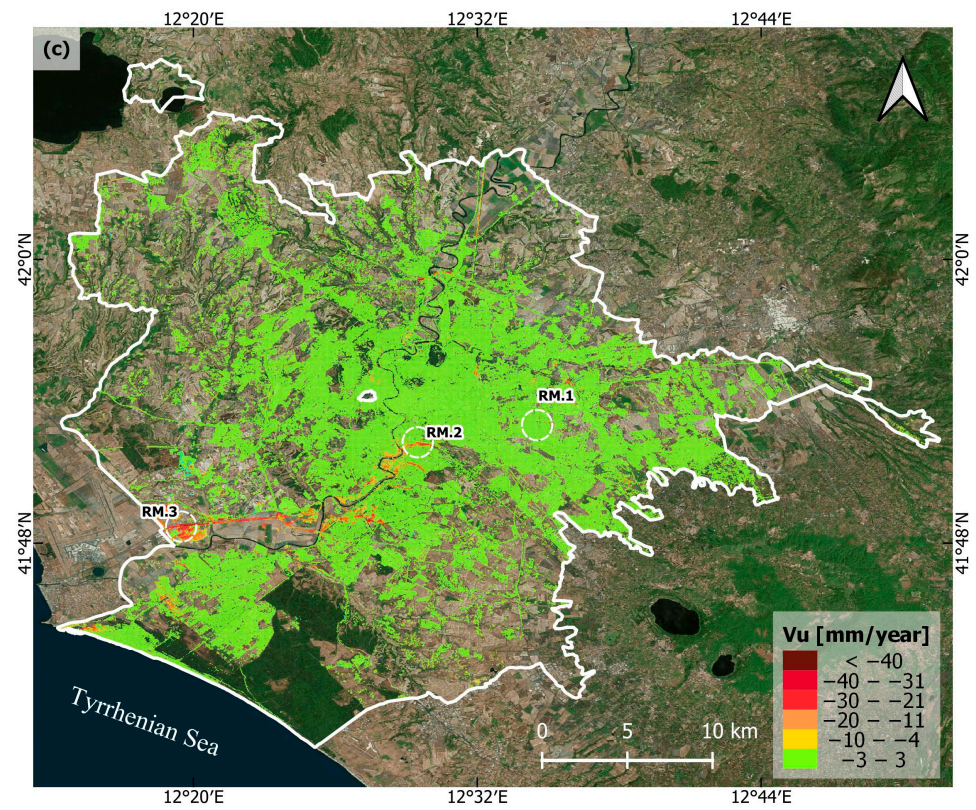 12°20′E 12°32′E 12°44′E
(c)
42°0′N 42°0′N
RM.1
RM.2
RM.3
41°48′N 41°48′N
Vu [mm/year]
< −40
−40 − −31
−30 − −21
−20 − −11
−10 − −4
−3 − 3
Tyrrhenian Sea
0 5 10 km
12°20′E 12°32′E 12°44′E